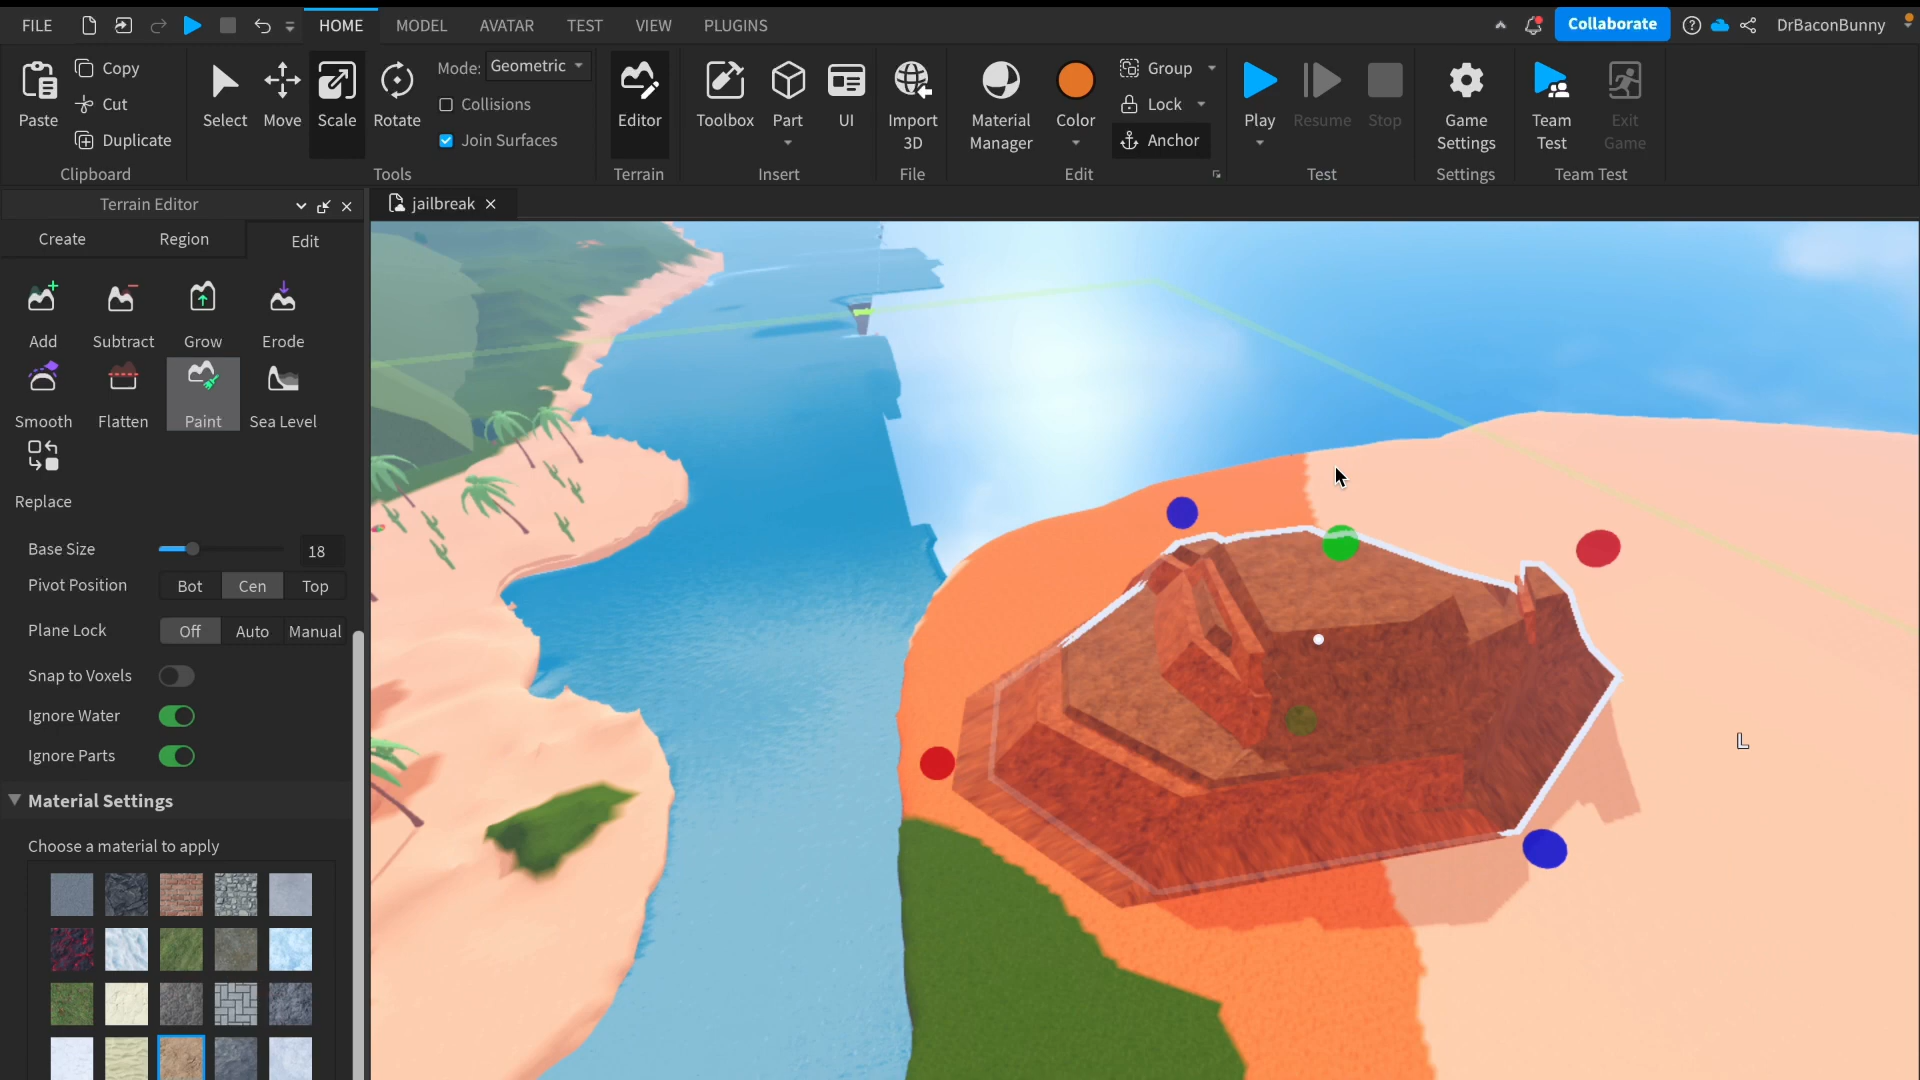 FILE
HOME
MODEL
AVATAR
TEST
VIEW
PLUGINS
Collaborate
DrBaconBunny
Paste
Copy
Cut
Duplicate
Clipboard
Select
Move
Scale
Rotate
Mode: Geometric
Collisions
Join Surfaces
Tools
Editor
Terrain
Toolbox
Part
UI
Insert
Import
3D
File
Material
Manager
Color
Group
Lock
Anchor
Edit
Play
Resume
Stop
Test
Game
Settings
Settings
Team
Test
Exit
Game
Team Test
Terrain Editor
jailbreak
Create
Region
Edit
Add
Subtract
Grow
Erode
Smooth
Flatten
Paint
Sea Level
Replace
Base Size
18
Pivot Position
Bot
Cen
Top
Plane Lock
Off
Auto
Manual
Snap to Voxels
Ignore Water
Ignore Parts
Material Settings
Choose a material to apply
L